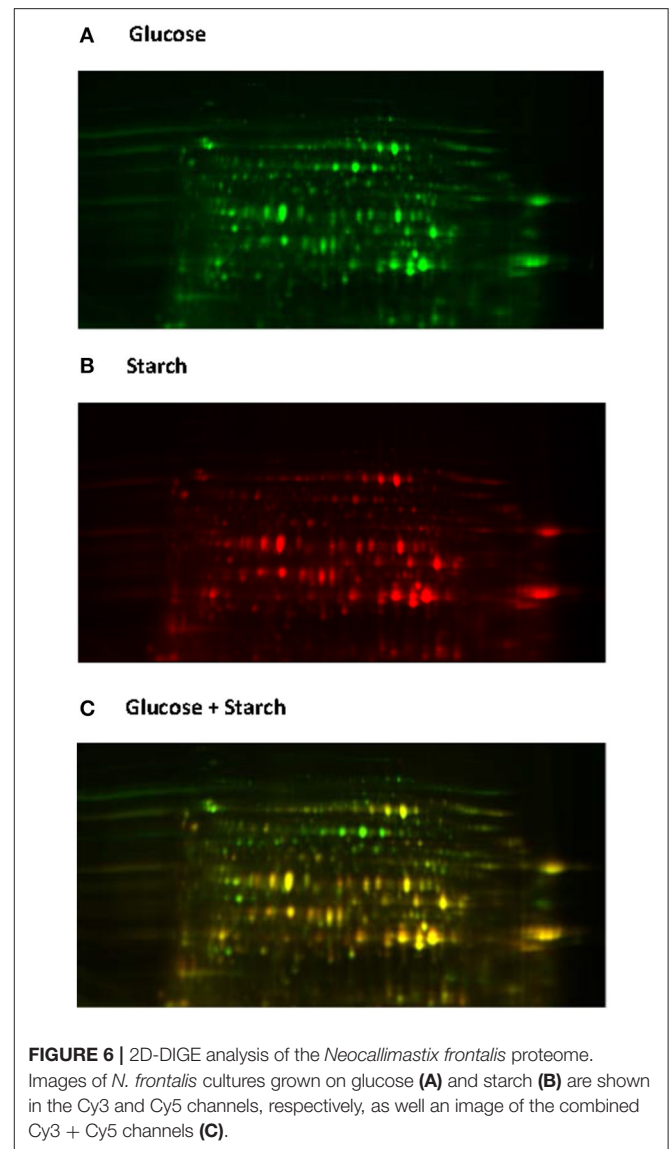 A Glucose
B Starch
C Glucose + Starch
FIGURE 6 | 2D-DIGE analysis of the Neocallimastix frontalis proteome.
Images of N. frontalis cultures grown on glucose (A) and starch (B) are shown
in the Cy3 and Cy5 channels, respectively, as well an image of the combined
Cy3 + Cy5 channels (C).